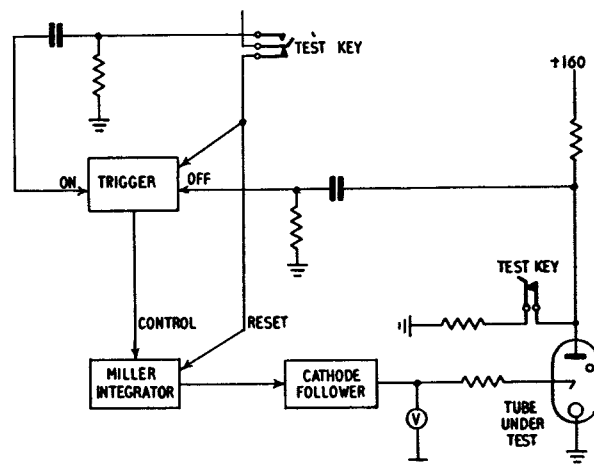 TEST KEY
+160
ON
TRIGGER
OFF
TEST KEY
CONTROL
RESET
MILLER
INTEGRATOR
CATHODE
FOLLOWER
V
TUBE
UNDER
TEST